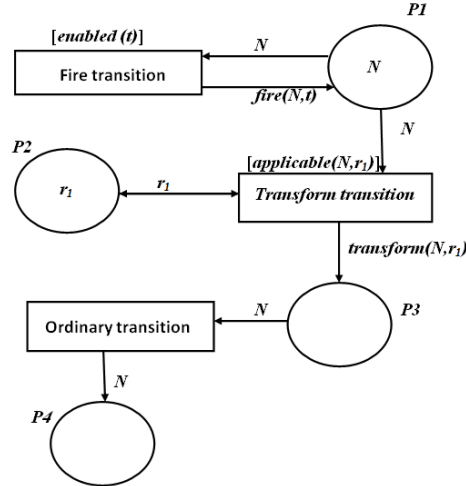 P1
[enabled (t)]
N
Fire transition
N
fire(N,t)
N
P2
[applicable(N,r1)]
r1
r1
Transform transition
transform(N,r1)
N
P3
Ordinary transition
N
P4